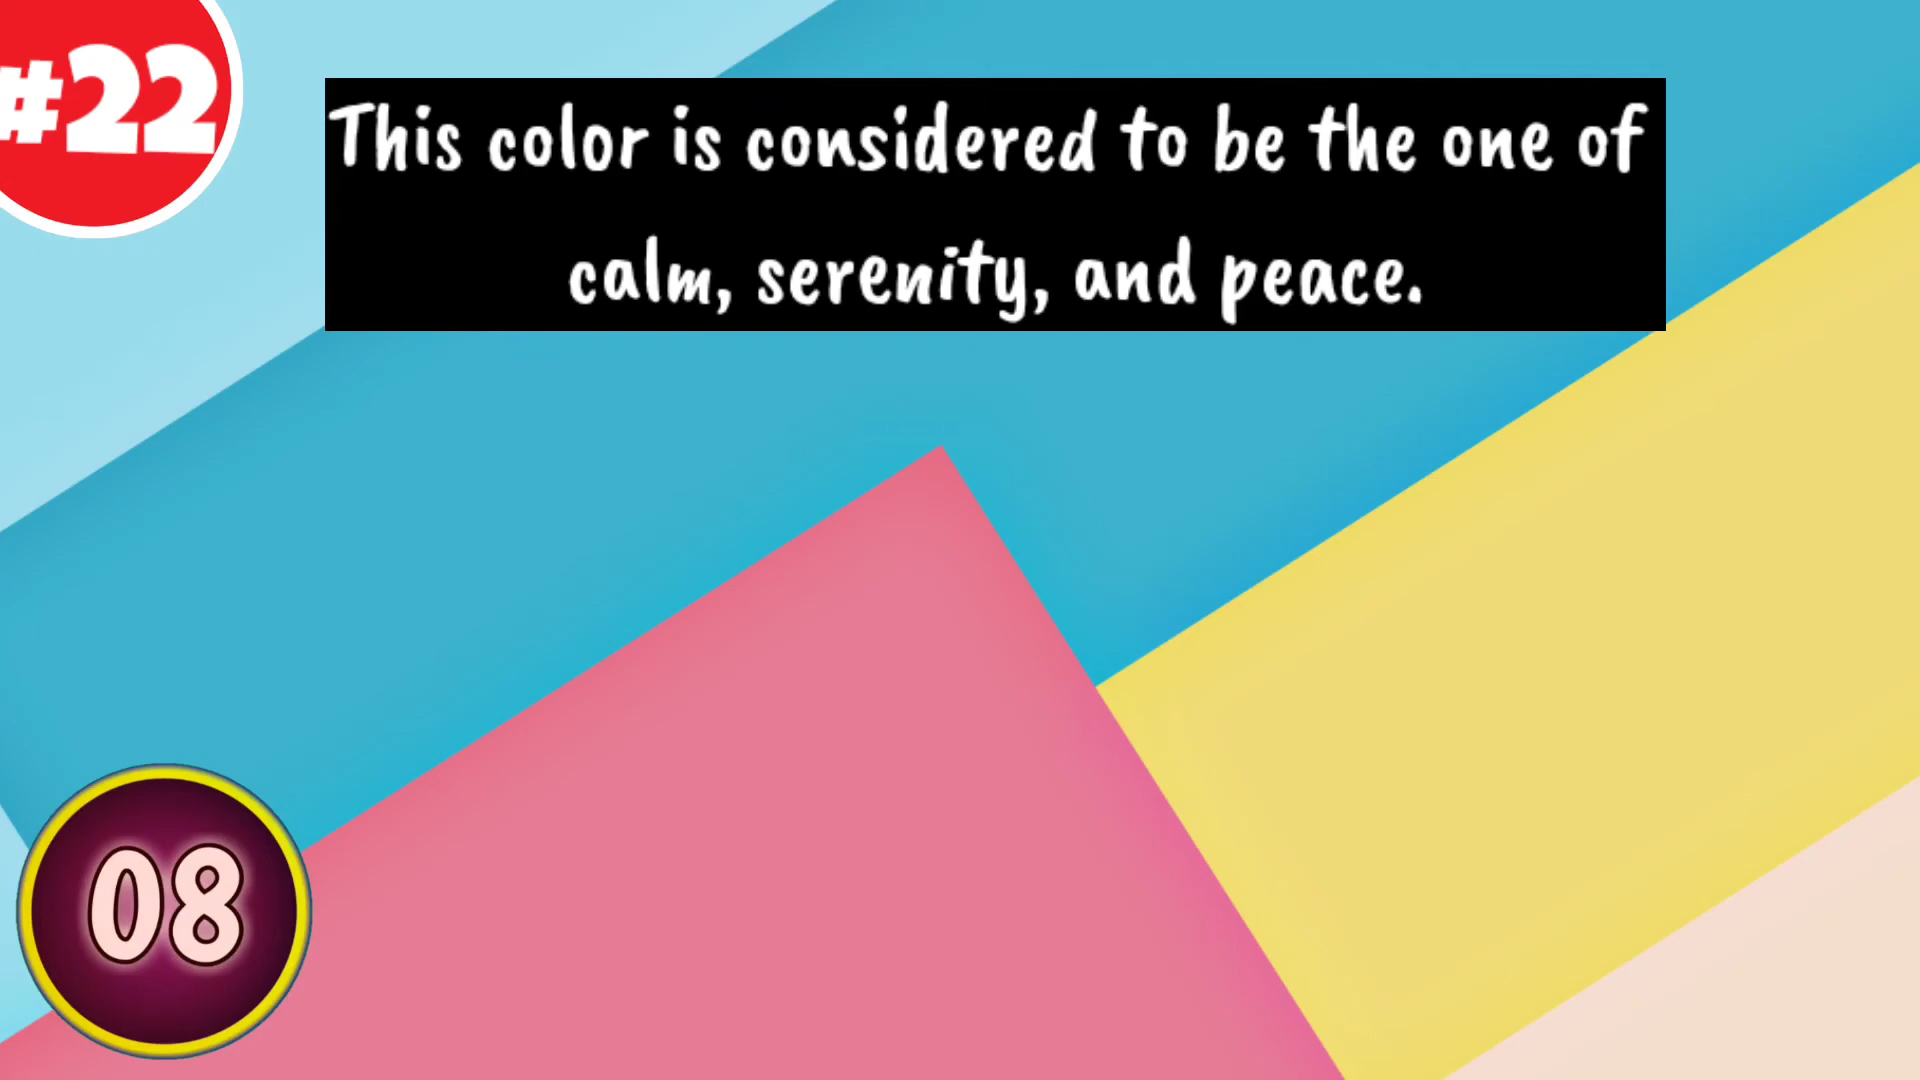 #22
This color is considered to be the one of
calm, serenity, and peace.
08